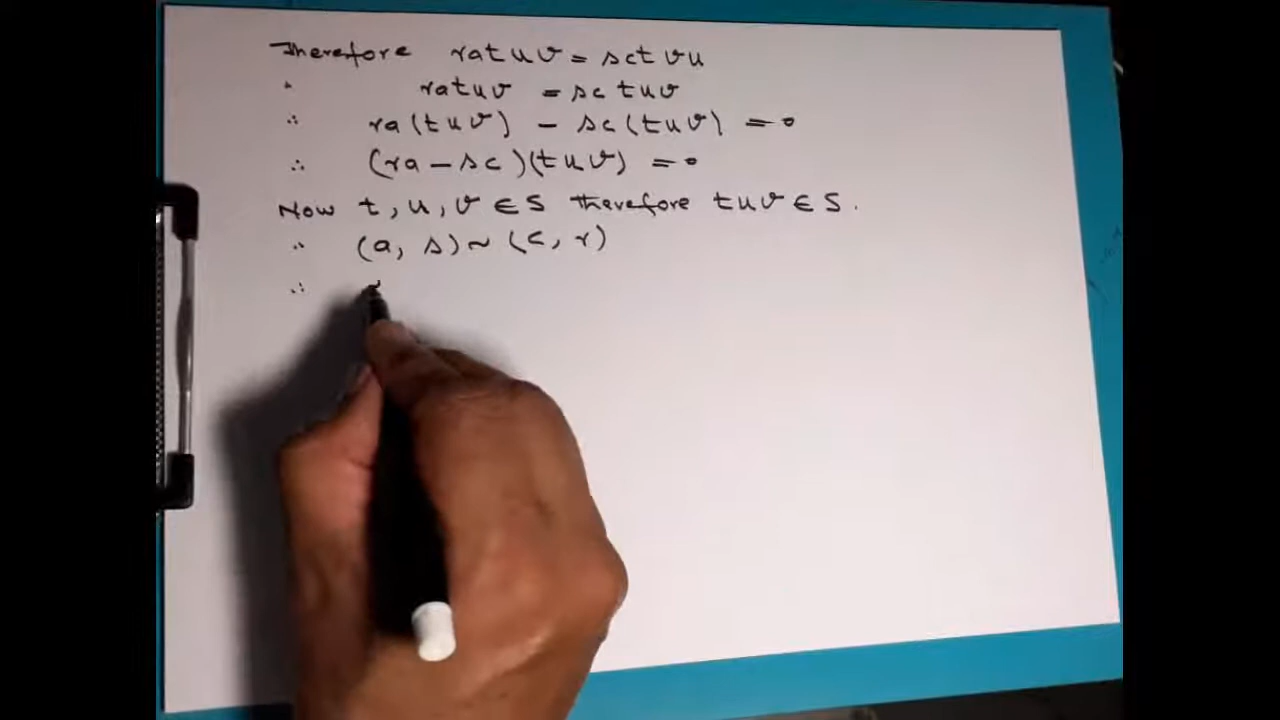 Therefore ratuv = sctvu
∴ ratuv = sctuv
∴ ra(tuv) - sc(tuv) = 0
∴ (ra - sc)(tuv) = 0
Now t, u, v ∈ S Therefore tuv ∈ S.
∴ (a, s) ~ (c, r)
∴ ~